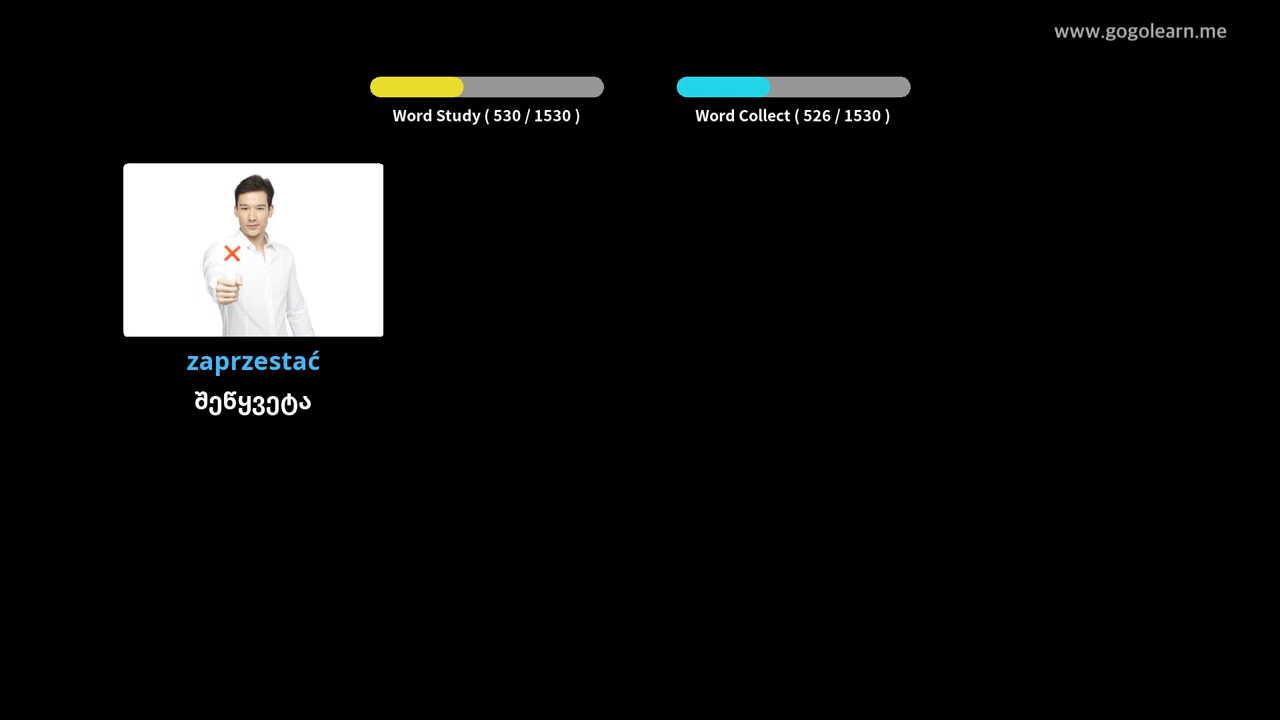 www.gogolearn.me
Word Study ( 530 / 1530 )
Word Collect ( 526 / 1530 )
zaprzestać
შეწყვეტა